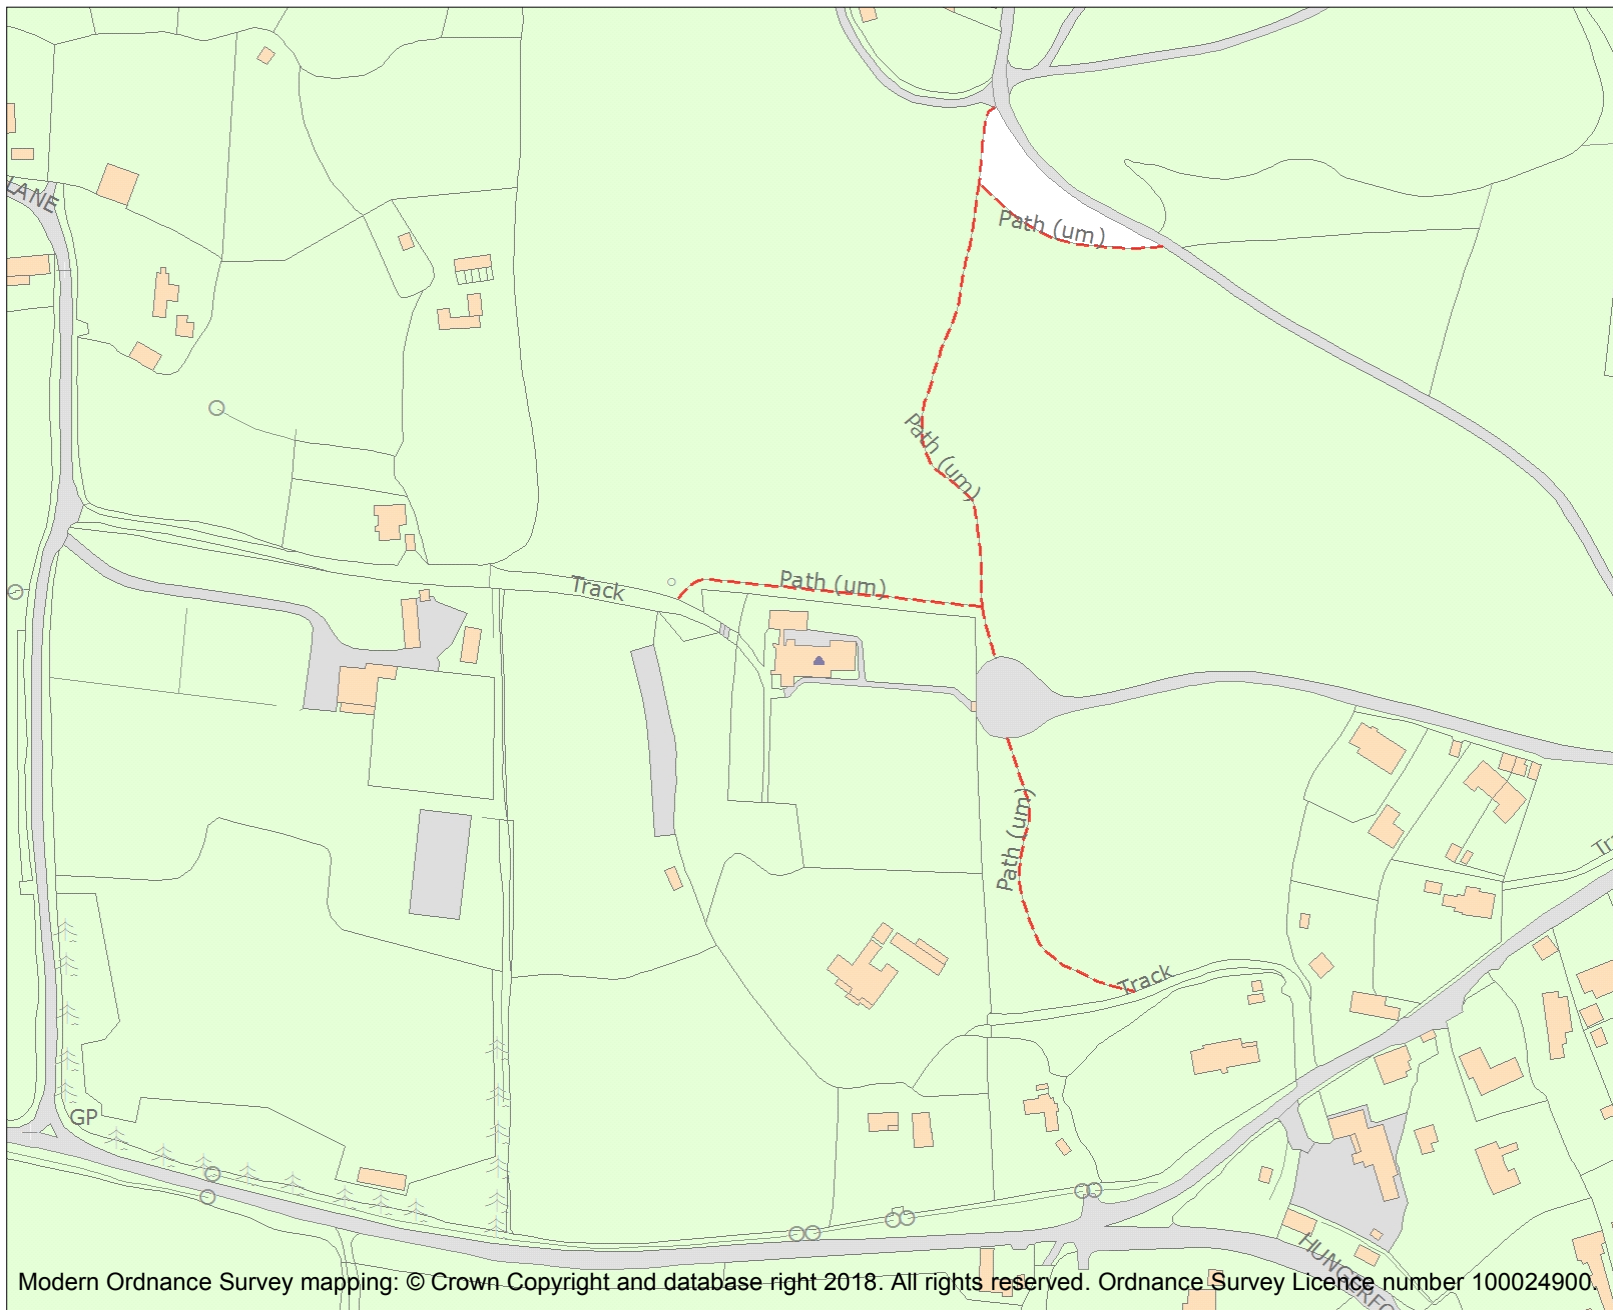 LANE
Path (um)
Path (um)
Track
Path (um)
Path (um)
Track
GP
Modern Ordnance Survey mapping: © Crown Copyright and database right 2018. All rights reserved. Ordnance Survey Licence number 100024900.